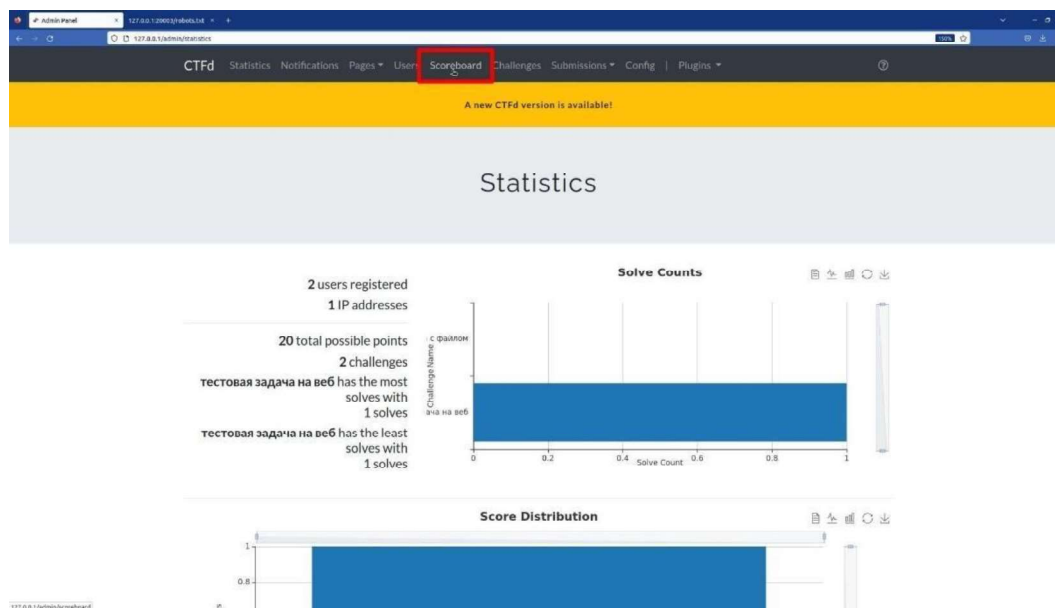 Admin Panel
127.0.0.1:20003/robots.txt
127.0.0.1/admin/statistics
150%
CTFd Statistics Notifications Pages Users Scoreboard Challenges Submissions Config | Plugins
A new CTFd version is available!
Statistics
2 users registered
1 IP addresses
20 total possible points
2 challenges
тестовая задача на веб has the most
solves with
1 solves
тестовая задача на веб has the least
solves with
1 solves
Solve Counts
Challenge Name
с файлом
ача на веб
0 0.2 0.4 0.6 0.8 1
Solve Count
Score Distribution
1
0.8
127.0.0.1/admin/scoreboard